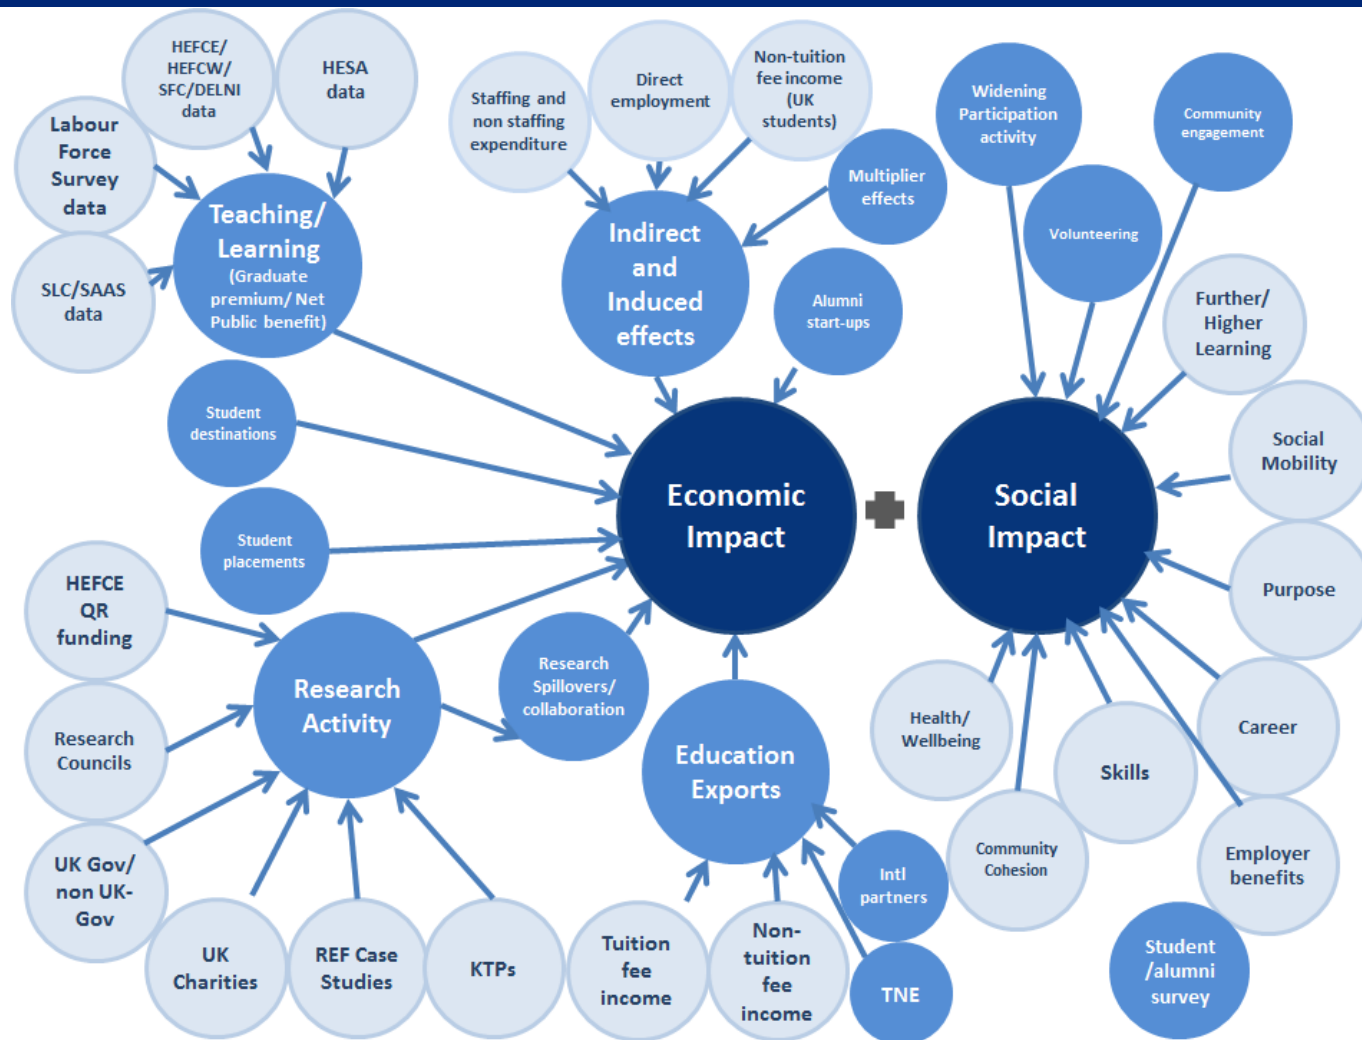 HEFCE/
HEFCW/
SFC/DELNI
data
HESA
data
Labour
Force
Survey
data
SLC/SAAS
data
Teaching/
Learning
(Graduate
premium/ Net
Public benefit)
Staffing and
non staffing
expenditure
Direct
employment
Non-tuition
fee income
(UK
students)
Multiplier
effects
Indirect
and
Induced
effects
Alumni
start-ups
Widening
Participation
activity
Community
engagement
Volunteering
Further/
Higher
Learning
Social
Mobility
Purpose
Student
destinations
Student
placements
Economic
Impact
Social
Impact
HEFCE
QR
funding
Research
Councils
UK Gov/
non UK-
Gov
UK
Charities
REF Case
Studies
KTPs
Research
Activity
Research
Spillovers/
collaboration
Education
Exports
Tuition
fee
income
Non-
tuition
fee
income
Intl
partners
TNE
Health/
Wellbeing
Community
Cohesion
Skills
Career
Employer
benefits
Student
/alumni
survey